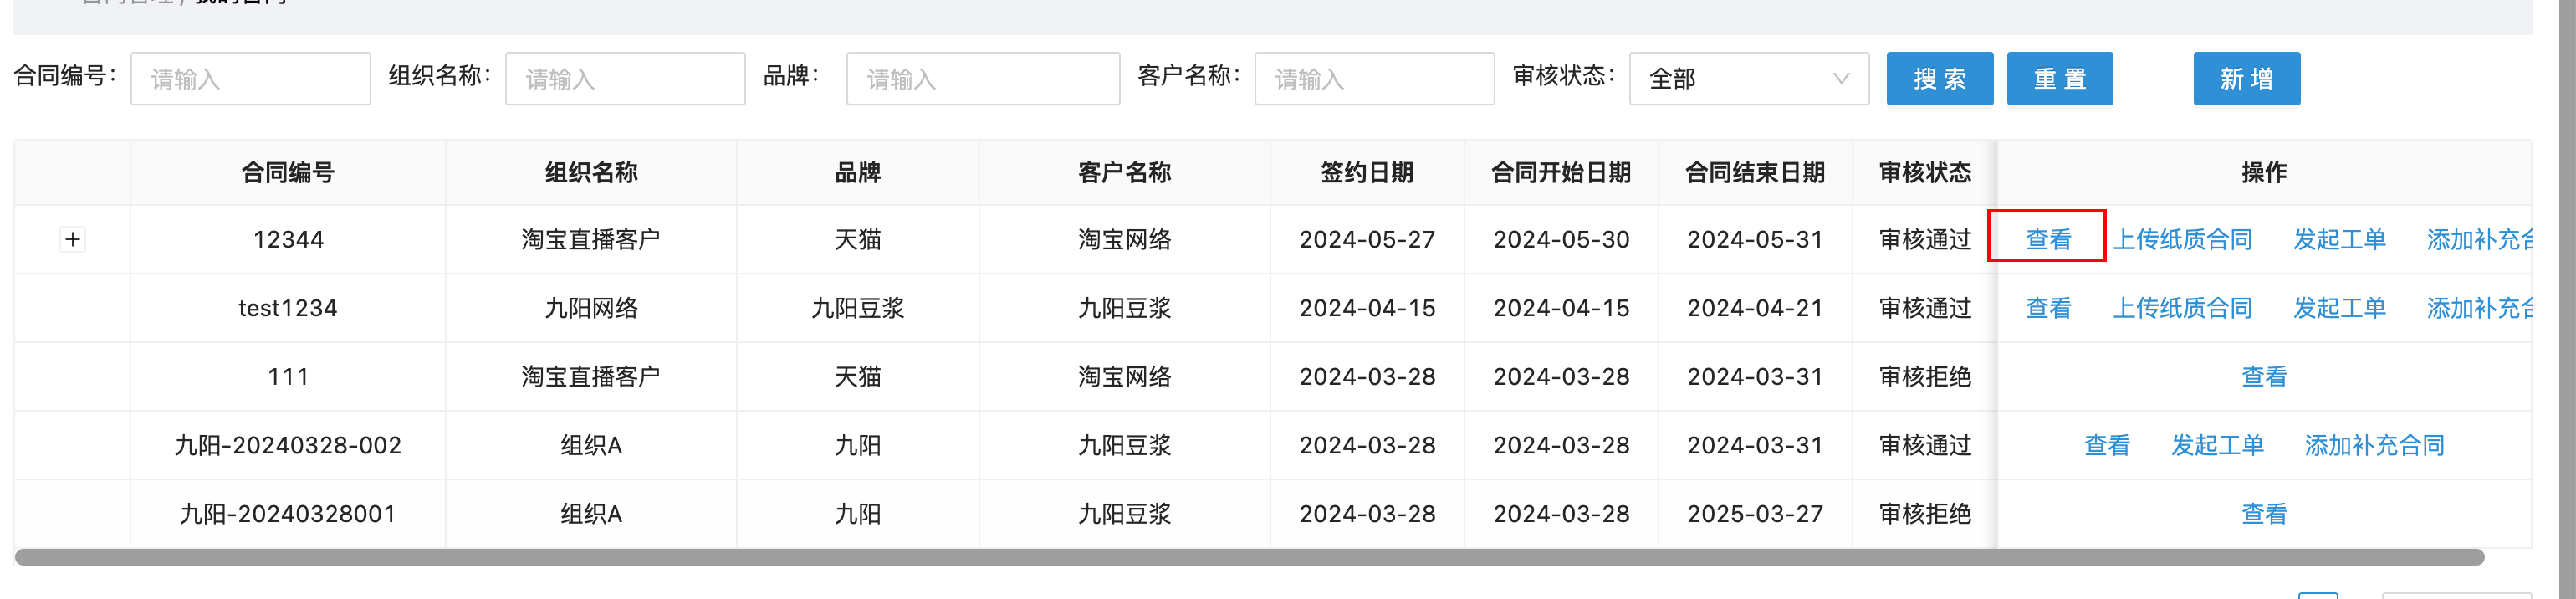 合同管理 / 我的合同
合同编号： 请输入 组织名称： 请输入 品牌： 请输入 客户名称： 请输入 审核状态： 全部 搜 索 重 置 新 增
合同编号 组织名称 品牌 客户名称 签约日期 合同开始日期 合同结束日期 审核状态 操作
12344 淘宝直播客户 天猫 淘宝网络 2024-05-27 2024-05-30 2024-05-31 审核通过 查看 上传纸质合同 发起工单 添加补充合
test1234 九阳网络 九阳豆浆 九阳豆浆 2024-04-15 2024-04-15 2024-04-21 审核通过 查看 上传纸质合同 发起工单 添加补充合
111 淘宝直播客户 天猫 淘宝网络 2024-03-28 2024-03-28 2024-03-31 审核拒绝 查看
九阳-20240328-002 组织A 九阳 九阳豆浆 2024-03-28 2024-03-28 2024-03-31 审核通过 查看 发起工单 添加补充合同
九阳-20240328001 组织A 九阳 九阳豆浆 2024-03-28 2024-03-28 2025-03-27 审核拒绝 查看